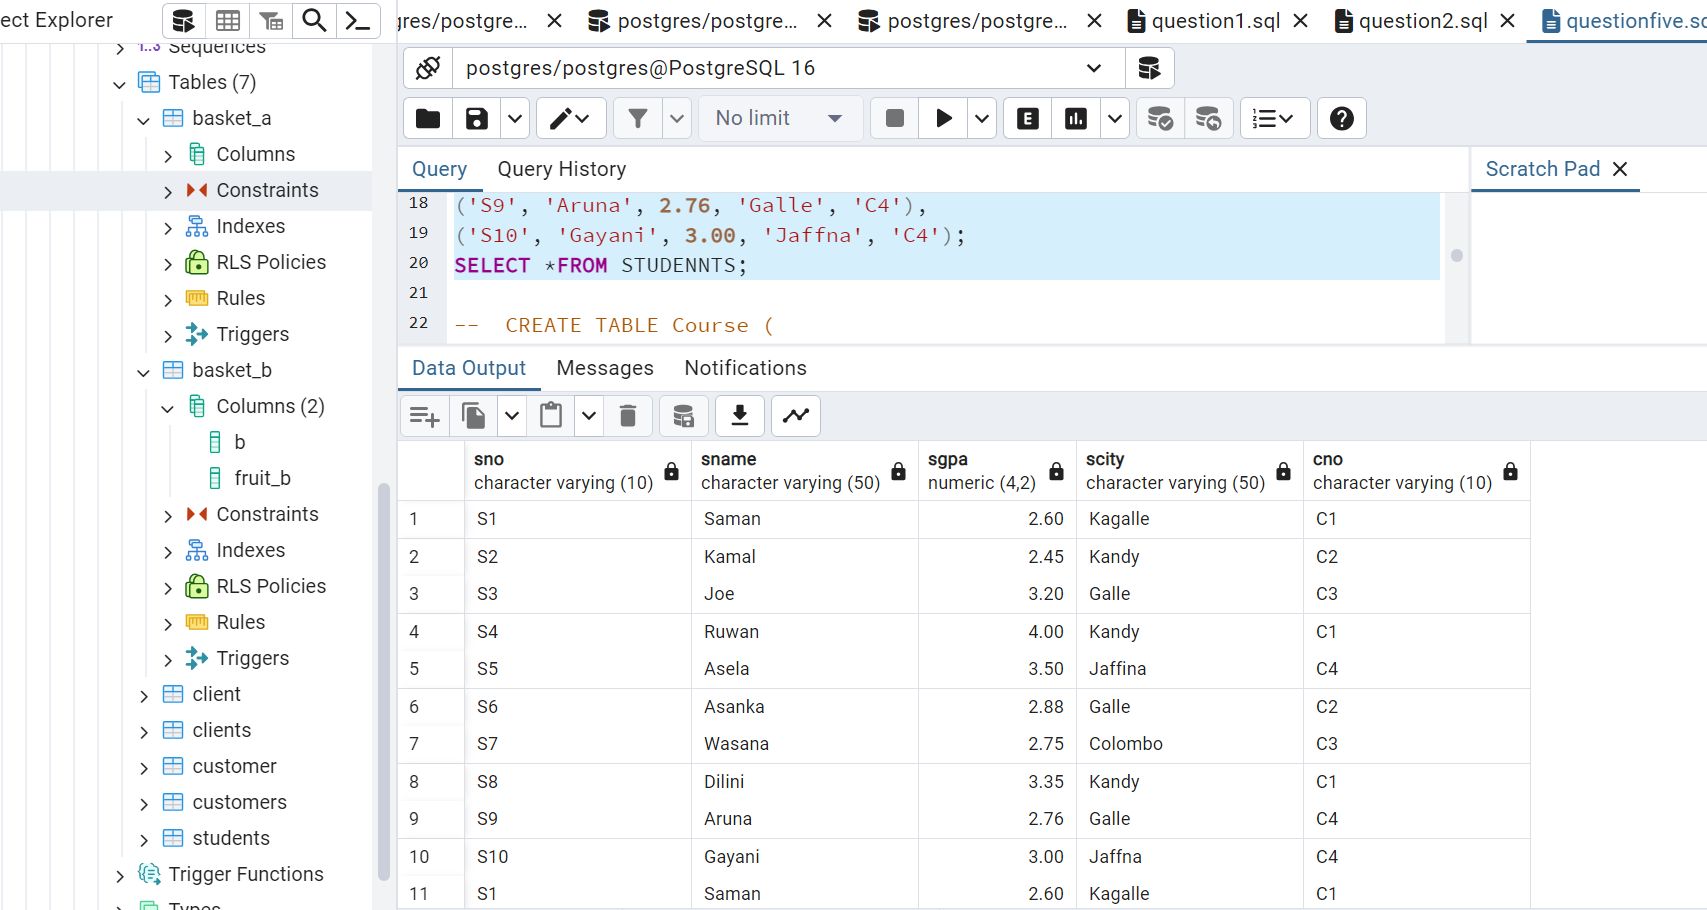 ect Explorer
gres/postgre...
postgres/postgre...
postgres/postgre...
question1.sql
question2.sql
questionfive.sq
1..3 Sequences
Tables (7)
basket_a
Columns
Constraints
Indexes
RLS Policies
Rules
Triggers
basket_b
Columns (2)
b
fruit_b
Constraints
Indexes
RLS Policies
Rules
Triggers
client
clients
customer
customers
students
Trigger Functions
Types
postgres/postgres@PostgreSQL 16
No limit
E
Query
Query History
Scratch Pad
18 ('S9', 'Aruna', 2.76, 'Galle', 'C4'),
19 ('S10', 'Gayani', 3.00, 'Jaffna', 'C4');
20 SELECT *FROM STUDENNTS;
21
22 --  CREATE TABLE Course (
Data Output
Messages
Notifications
sno sname sgpa scity cno
character varying (10) character varying (50) numeric (4,2) character varying (50) character varying (10)
1 S1 Saman 2.60 Kagalle C1
2 S2 Kamal 2.45 Kandy C2
3 S3 Joe 3.20 Galle C3
4 S4 Ruwan 4.00 Kandy C1
5 S5 Asela 3.50 Jaffina C4
6 S6 Asanka 2.88 Galle C2
7 S7 Wasana 2.75 Colombo C3
8 S8 Dilini 3.35 Kandy C1
9 S9 Aruna 2.76 Galle C4
10 S10 Gayani 3.00 Jaffna C4
11 S1 Saman 2.60 Kagalle C1